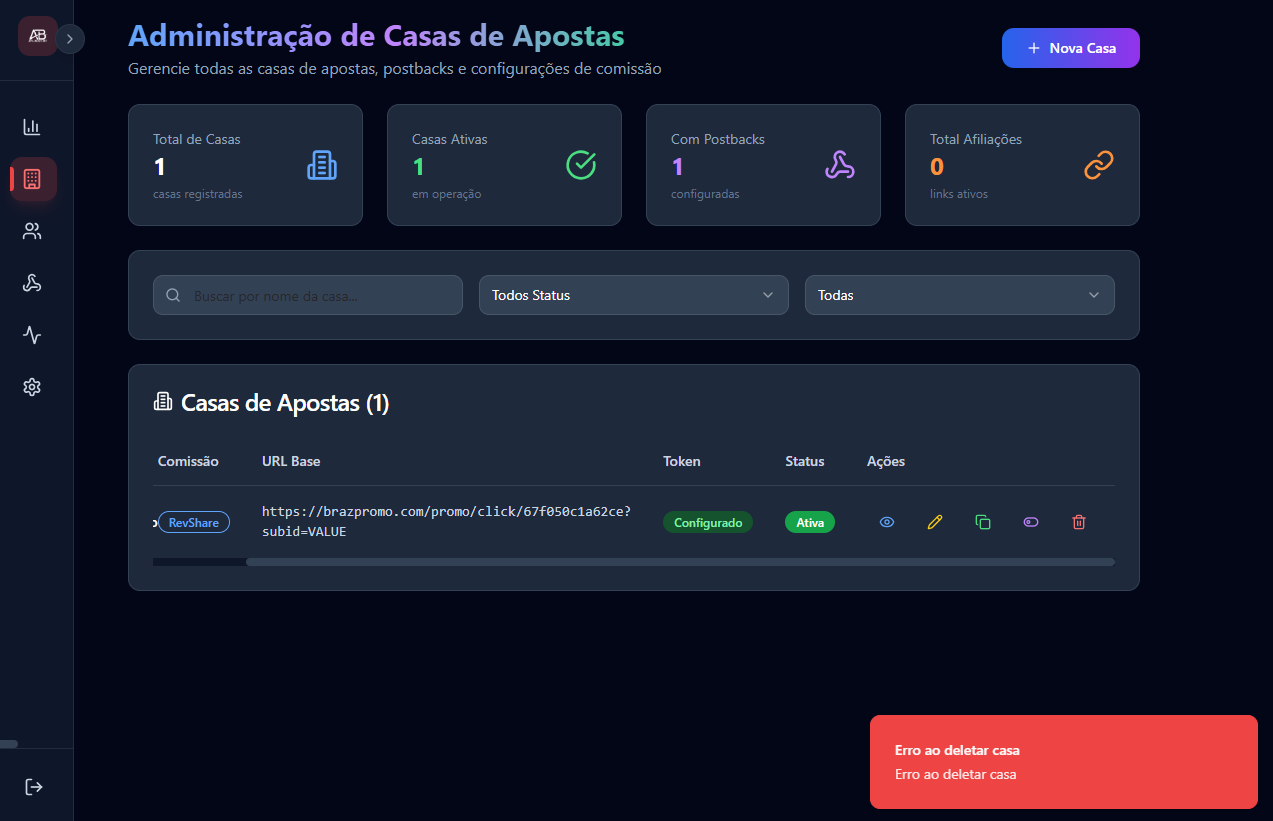 AB
Administração de Casas de Apostas
Gerencie todas as casas de apostas, postbacks e configurações de comissão
+ Nova Casa
Total de Casas
1
casas registradas
Casas Ativas
1
em operação
Com Postbacks
1
configuradas
Total Afiliações
0
links ativos
Buscar por nome da casa...
Todos Status
Todas
Casas de Apostas (1)
Comissão URL Base Token Status Ações
RevShare https://brazpromo.com/promo/click/67f050c1a62ce?
subid=VALUE
Configurado Ativa
Erro ao deletar casa
Erro ao deletar casa